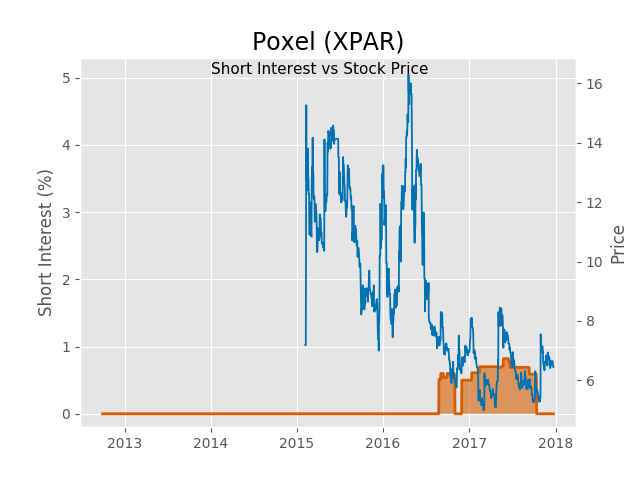 Poxel (XPAR)
Short Interest vs Stock Price
5
4
3
2
1
0
Short Interest (%)
16
14
12
10
8
6
Price
2013 2014 2015 2016 2017 2018